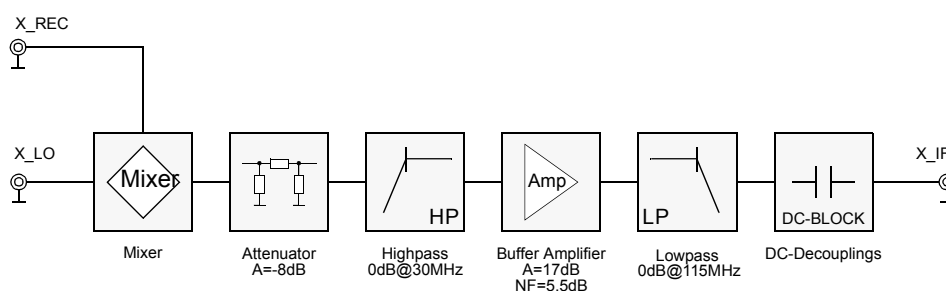 X_REC
X_LO
X_IF
Mixer
HP
Amp
LP
DC-BLOCK
Mixer
Attenuator
A=-8dB
Highpass
0dB@30MHz
Buffer Amplifier
A=17dB
NF=5.5dB
Lowpass
0dB@115MHz
DC-Decouplings